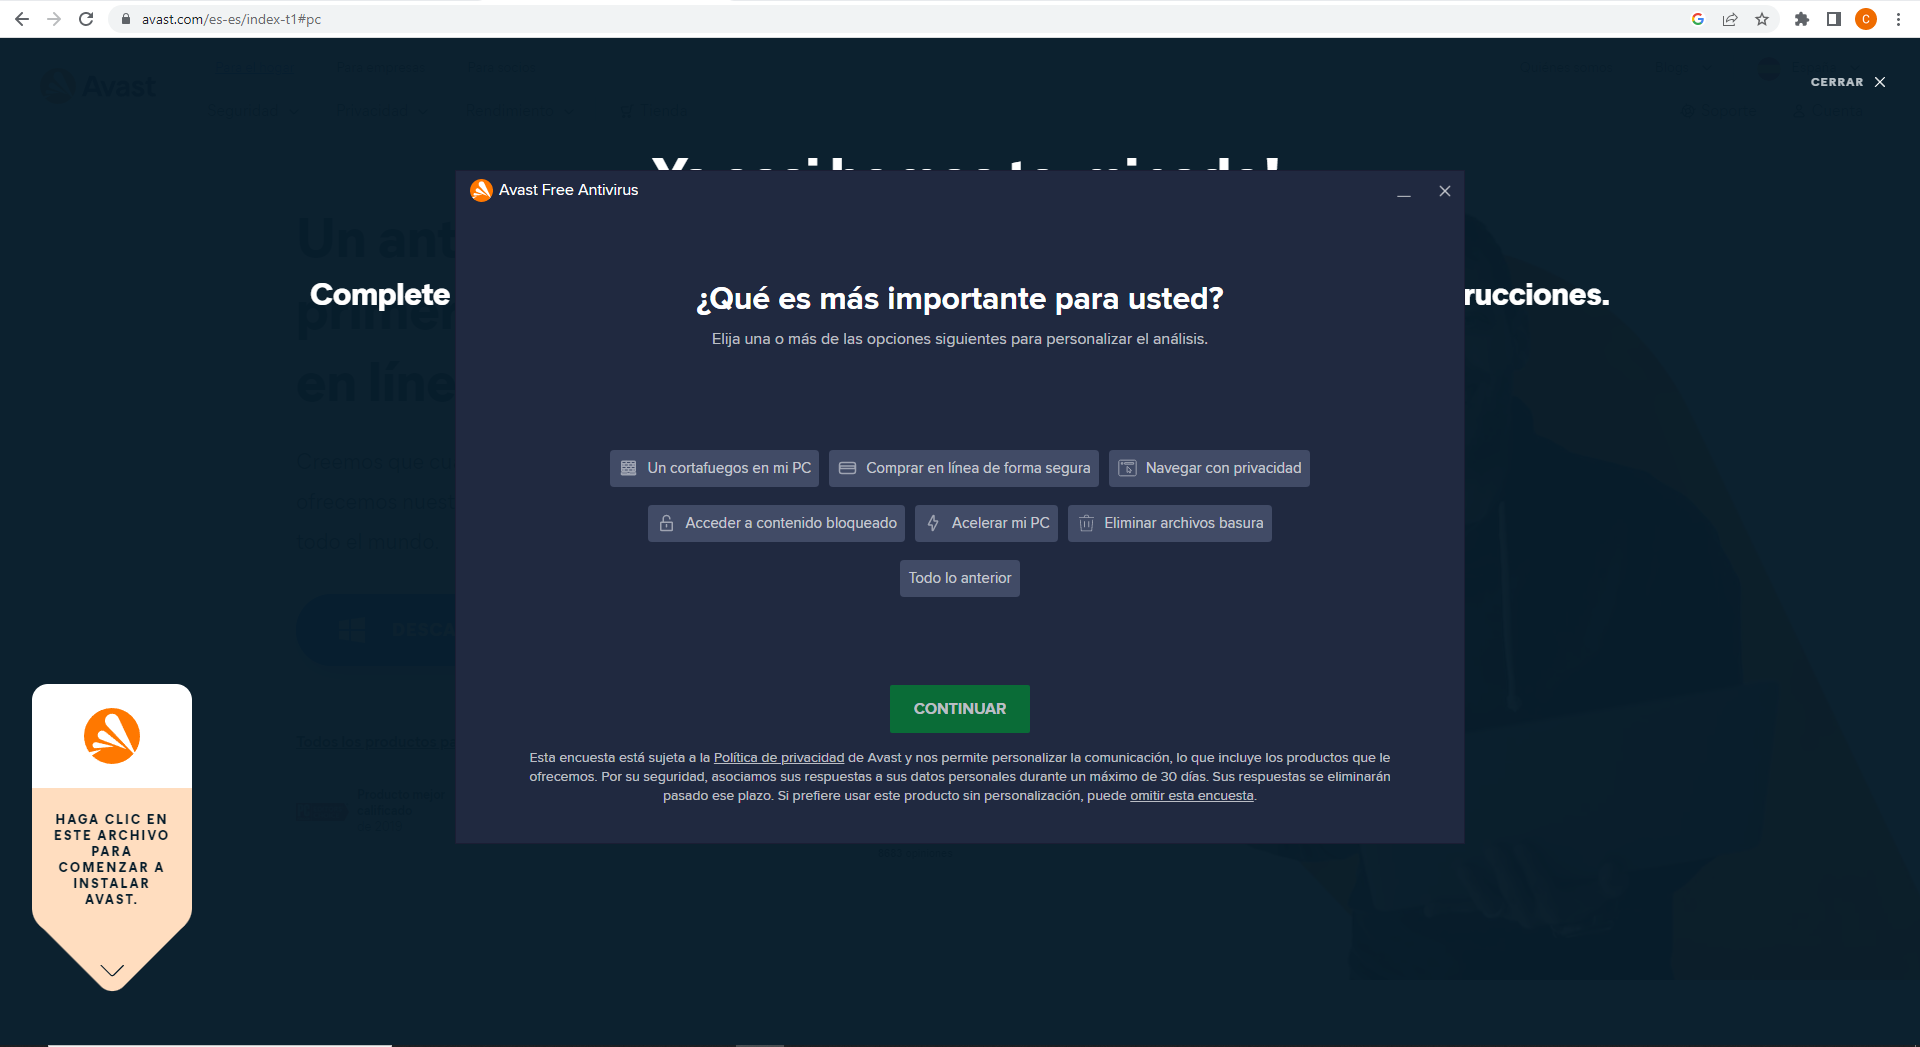 avast.com/es-es/index-t1#pc
C
Avast
CERRAR
Avast Free Antivirus
Un ant
Complete
rucciones.
primer
en líne
¿Qué es más importante para usted?
Elija una o más de las opciones siguientes para personalizar el análisis.
Un cortafuegos en mi PC
Comprar en línea de forma segura
Navegar con privacidad
Acceder a contenido bloqueado
Acelerar mi PC
Eliminar archivos basura
Todo lo anterior
CONTINUAR
Esta encuesta está sujeta a la Política de privacidad de Avast y nos permite personalizar la comunicación, lo que incluye los productos que le
ofrecemos. Por su seguridad, asociamos sus respuestas a sus datos personales durante un máximo de 30 días. Sus respuestas se eliminarán
pasado ese plazo. Si prefiere usar este producto sin personalización, puede omitir esta encuesta.
HAGA CLIC EN
ESTE ARCHIVO
PARA
COMENZAR A
INSTALAR
AVAST.